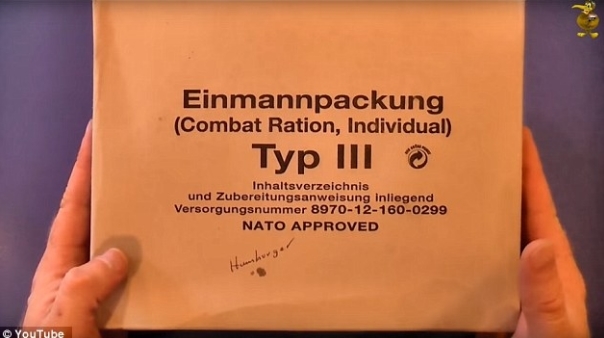 Einmannpackung
(Combat Ration, Individual)
Typ III
Inhaltsverzeichnis
und Zubereitungsanweisung inliegend
Versorgungsnummer 8970-12-160-0299
NATO APPROVED
Hamburger
© YouTube